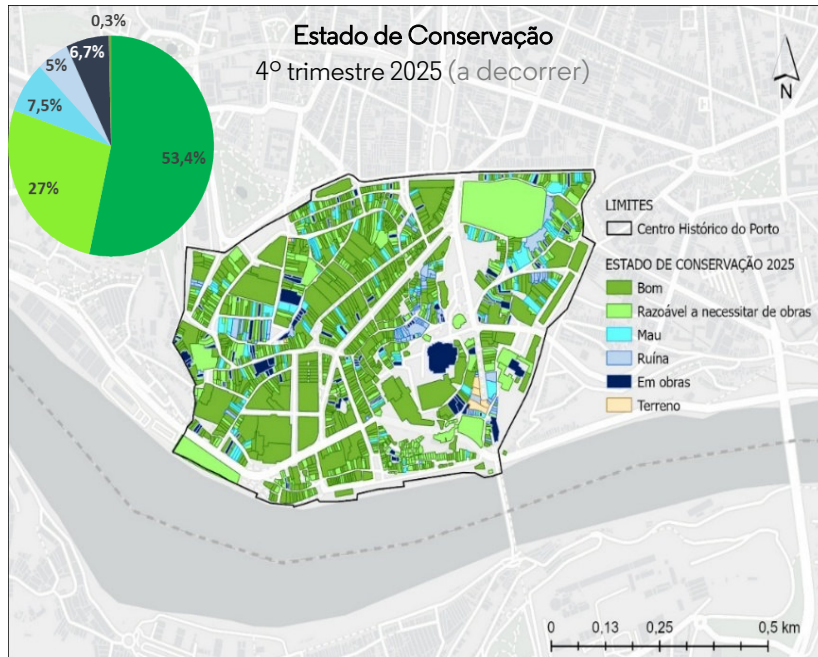 0,3%
6,7%
5%
7,5%
27%
53,4%
Estado de Conservação
4º trimestre 2025 (a decorrer)
N
LIMITES
Centro Histórico do Porto
ESTADO DE CONSERVAÇÃO 2025
Bom
Razoável a necessitar de obras
Mau
Ruína
Em obras
Terreno
0 0,13 0,25 0,5 km